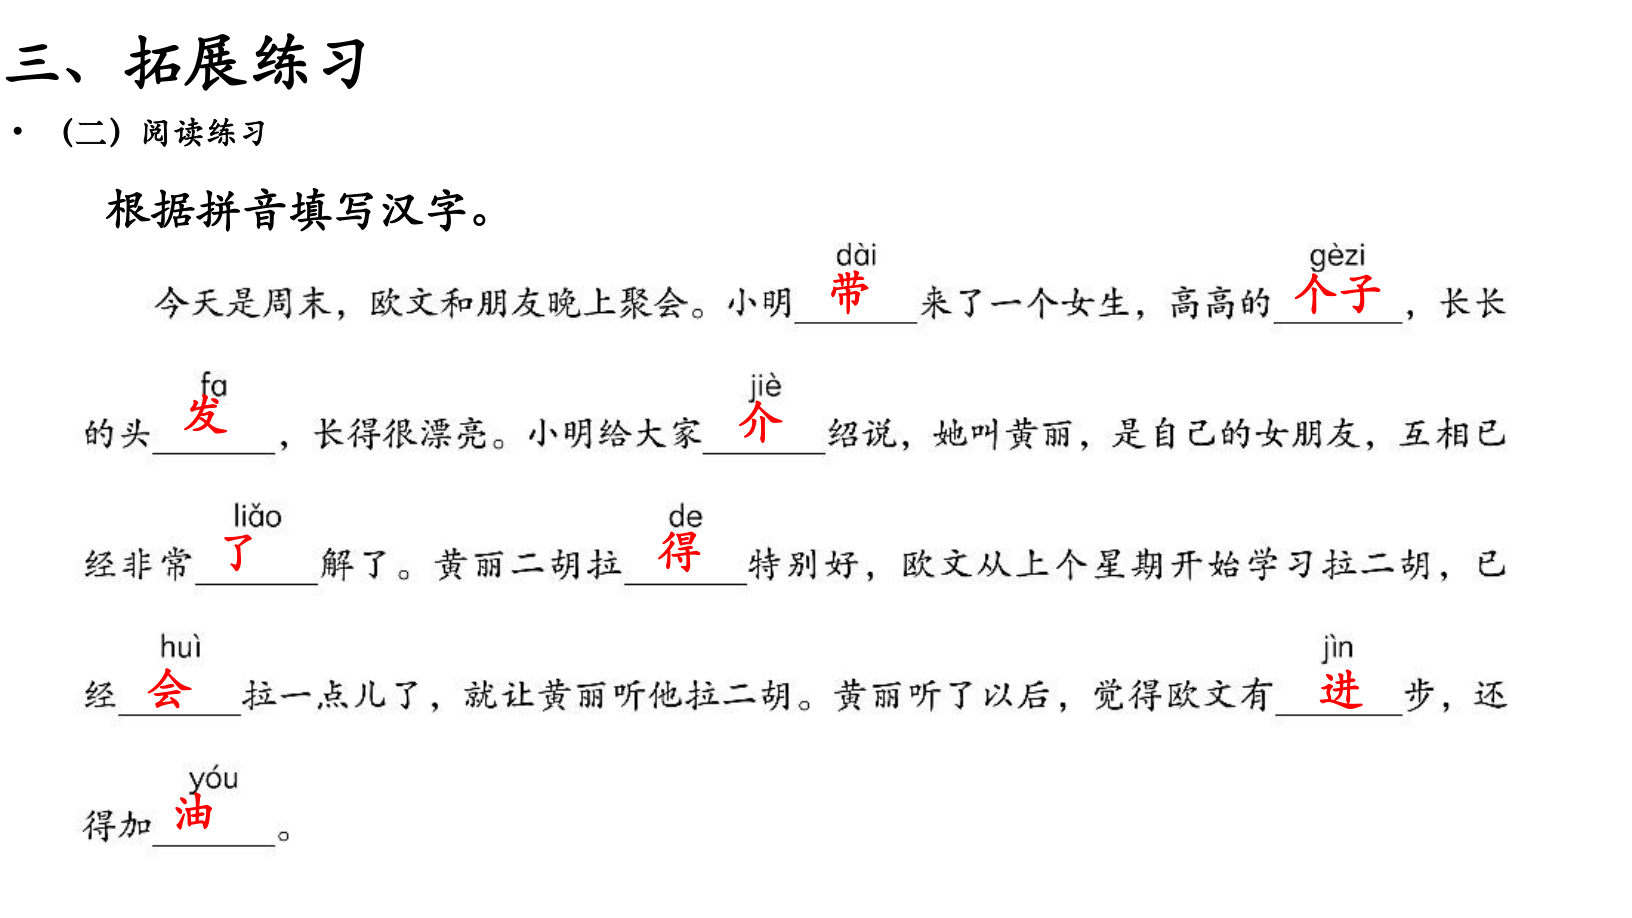 三、拓展练习
• （二）阅读练习
根据拼音填写汉字。
dài gèzi
今天是周末，欧文和朋友晚上聚会。小明带来了一个女生，高高的个子，长长
fa jiè
的头发，长得很漂亮。小明给大家介绍说，她叫黄丽，是自己的女朋友，互相已
liǎo de
经非常了解了。黄丽二胡拉得特别好，欧文从上个星期开始学习拉二胡，已
huì jìn
经会拉一点儿了，就让黄丽听他拉二胡。黄丽听了以后，觉得欧文有进步，还
yóu
得加油。